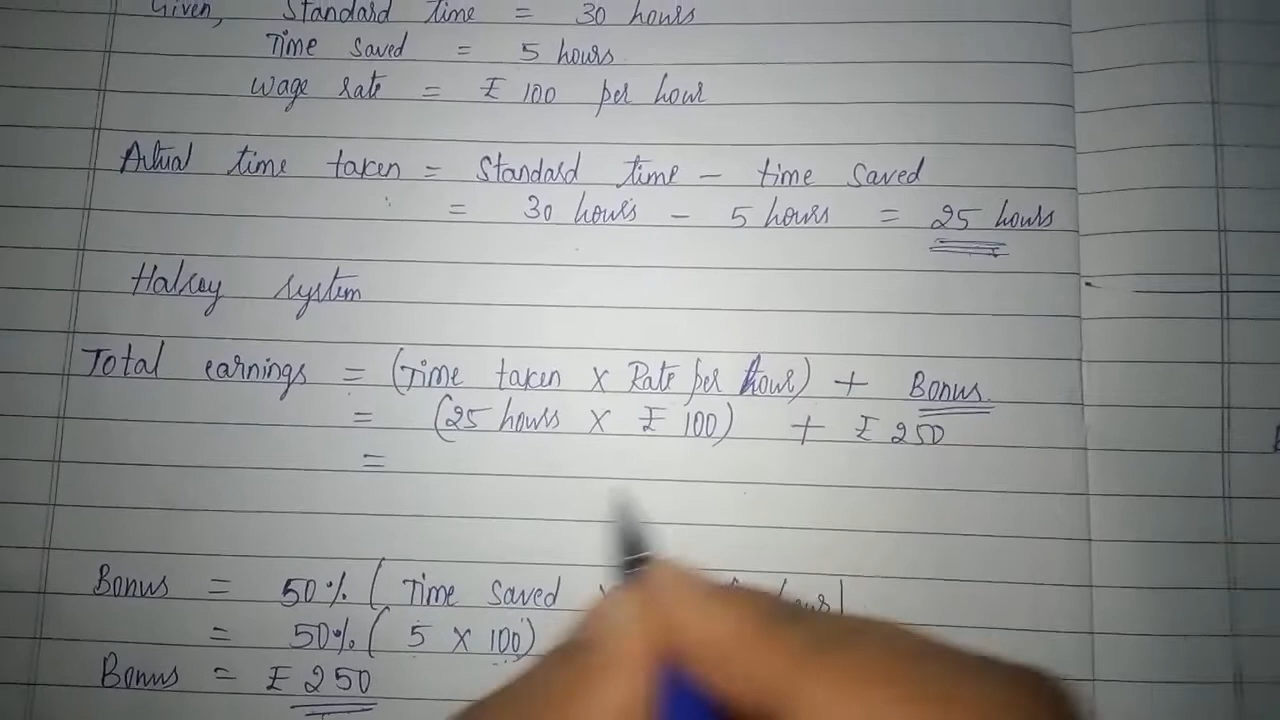 Given, Standard time = 30 hours
Time saved = 5 hours
Wage rate = ₹ 100 per hour
Actual time taken = Standard time - time saved
= 30 hours - 5 hours = 25 hours
Halsey system
Total earnings = (Time taken × Rate per hour) + Bonus
= (25 hours × ₹ 100) + ₹ 250
=
Bonus = 50% ( Time saved hour)
= 50% ( 5 × 100)
Bonus = ₹ 250